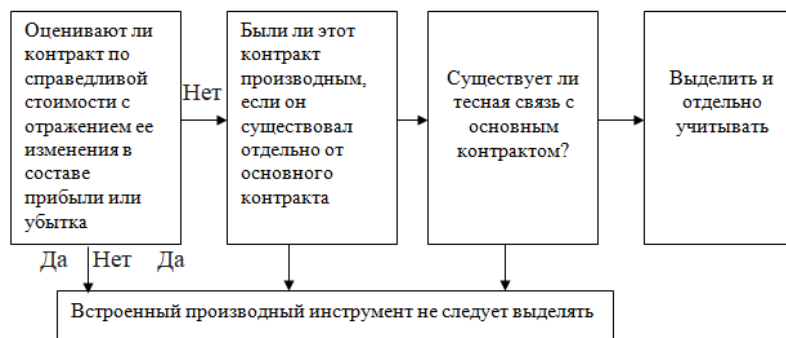 Оценивают ли
контракт по
справедливой
стоимости с
отражением ее
изменения в
составе
прибыли или
убытка
Нет
Были ли этот
контракт
производным,
если он
существовал
отдельно от
основного
контракта
Существует ли
тесная связь с
основным
контрактом?
Выделить и
отдельно
учитывать
Да Нет Да
Встроенный производный инструмент не следует выделять